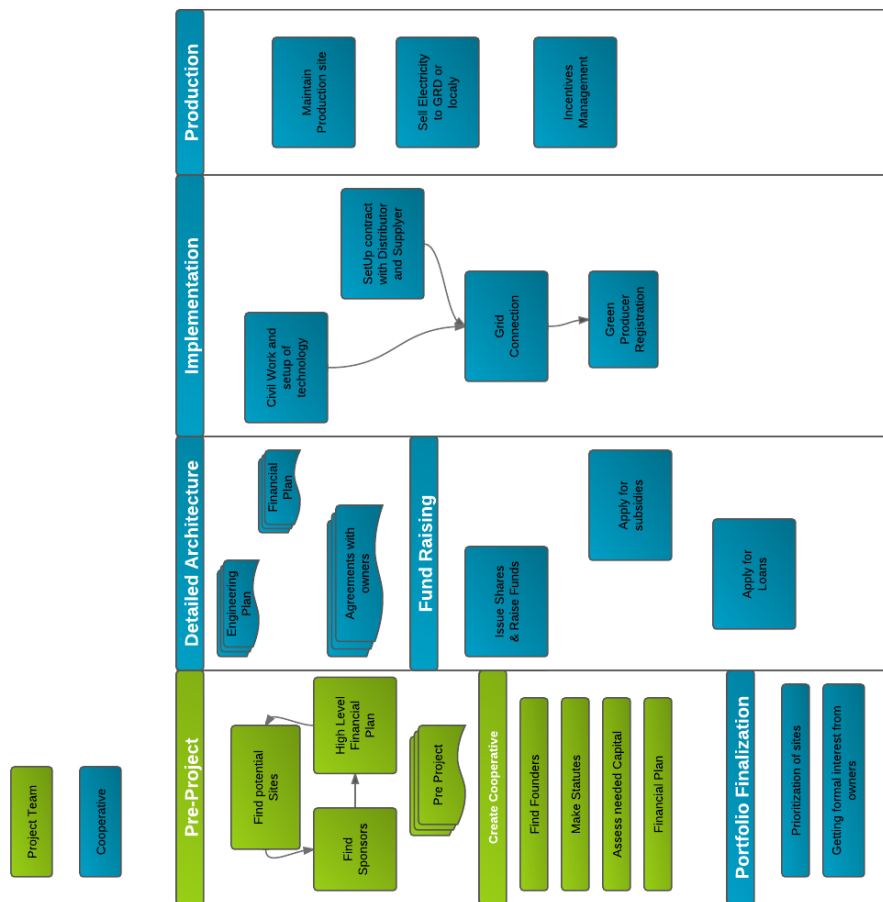 Project Team
Cooperative
Pre-Project
Find potential
Sites
Find
Sponsors
High Level
Financial
Plan
Pre Project
Create Cooperative
Find Founders
Make Statutes
Assess needed Capital
Financial Plan
Portfolio Finalization
Prioritization of sites
Getting formal interest from
owners
Detailed Architecture
Engineering
Plan
Financial
Plan
Agreements with
owners
Fund Raising
Issue Shares
& Raise Funds
Apply for
subsidies
Apply for
Loans
Implementation
Civil Work and
setup of
technology
SetUp contract
with Distributor
and Supplyer
Grid
Connection
Green
Producer
Registration
Production
Maintain
Production site
Sell Electricity
to GRD or
localy
Incentives
Management